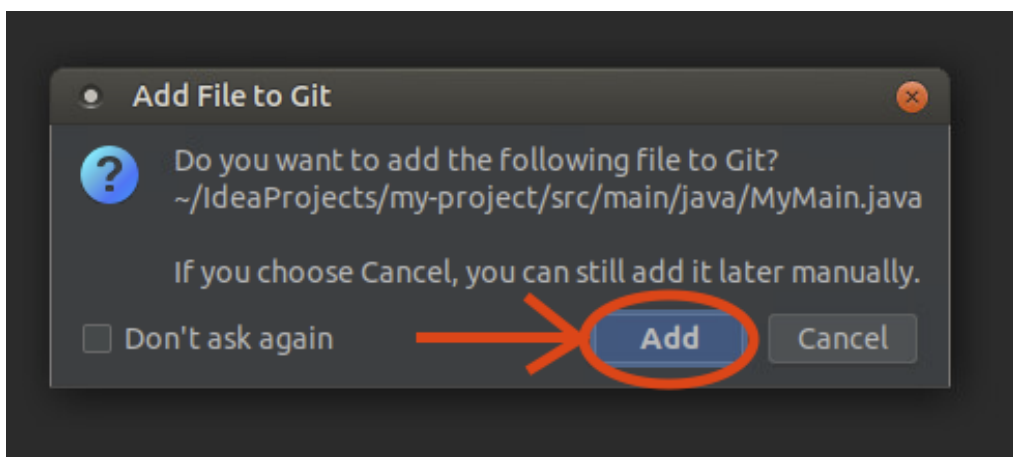 Add File to Git
Do you want to add the following file to Git?
~/IdeaProjects/my-project/src/main/java/MyMain.java
If you choose Cancel, you can still add it later manually.
Don't ask again
Add
Cancel